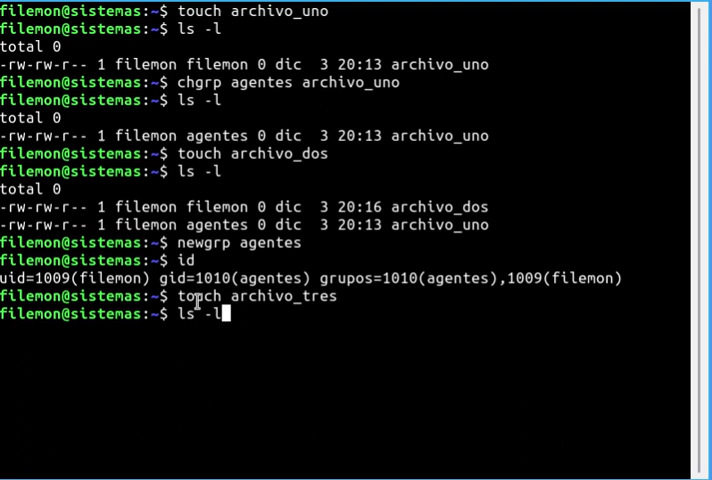 filemon@sistemas:~$ touch archivo_uno
filemon@sistemas:~$ ls -l
total 0
-rw-rw-r-- 1 filemon filemon 0 dic  3 20:13 archivo_uno
filemon@sistemas:~$ chgrp agentes archivo_uno
filemon@sistemas:~$ ls -l
total 0
-rw-rw-r-- 1 filemon agentes 0 dic  3 20:13 archivo_uno
filemon@sistemas:~$ touch archivo_dos
filemon@sistemas:~$ ls -l
total 0
-rw-rw-r-- 1 filemon filemon 0 dic  3 20:16 archivo_dos
-rw-rw-r-- 1 filemon agentes 0 dic  3 20:13 archivo_uno
filemon@sistemas:~$ newgrp agentes
filemon@sistemas:~$ id
uid=1009(filemon) gid=1010(agentes) grupos=1010(agentes),1009(filemon)
filemon@sistemas:~$ touch archivo_tres
filemon@sistemas:~$ ls -l